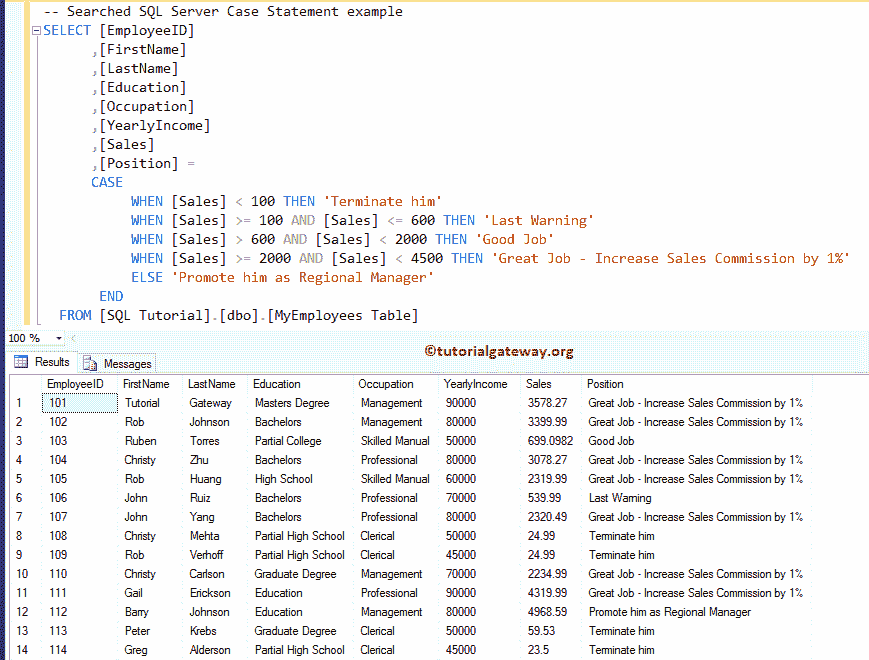 -- Searched SQL Server Case Statement example
SELECT [EmployeeID]
,[FirstName]
,[LastName]
,[Education]
,[Occupation]
,[YearlyIncome]
,[Sales]
,[Position] =
CASE
WHEN [Sales] < 100 THEN 'Terminate him'
WHEN [Sales] >= 100 AND [Sales] <= 600 THEN 'Last Warning'
WHEN [Sales] > 600 AND [Sales] < 2000 THEN 'Good Job'
WHEN [Sales] >= 2000 AND [Sales] < 4500 THEN 'Great Job - Increase Sales Commission by 1%'
ELSE 'Promote him as Regional Manager'
END
FROM [SQL Tutorial].[dbo].[MyEmployees Table]
100 %
©tutorialgateway.org
Results Messages
EmployeeID FirstName LastName Education Occupation YearlyIncome Sales Position
1 101 Tutorial Gateway Masters Degree Management 90000 3578.27 Great Job - Increase Sales Commission by 1%
2 102 Rob Johnson Bachelors Management 80000 3399.99 Great Job - Increase Sales Commission by 1%
3 103 Ruben Torres Partial College Skilled Manual 50000 699.0982 Good Job
4 104 Christy Zhu Bachelors Professional 80000 3078.27 Great Job - Increase Sales Commission by 1%
5 105 Rob Huang High School Skilled Manual 60000 2319.99 Great Job - Increase Sales Commission by 1%
6 106 John Ruiz Bachelors Professional 70000 539.99 Last Warning
7 107 John Yang Bachelors Professional 80000 2320.49 Great Job - Increase Sales Commission by 1%
8 108 Christy Mehta Partial High School Clerical 50000 24.99 Terminate him
9 109 Rob Verhoff Partial High School Clerical 45000 24.99 Terminate him
10 110 Christy Carlson Graduate Degree Management 70000 2234.99 Great Job - Increase Sales Commission by 1%
11 111 Gail Erickson Education Professional 90000 4319.99 Great Job - Increase Sales Commission by 1%
12 112 Barry Johnson Education Management 80000 4968.59 Promote him as Regional Manager
13 113 Peter Krebs Graduate Degree Clerical 50000 59.53 Terminate him
14 114 Greg Alderson Partial High School Clerical 45000 23.5 Terminate him